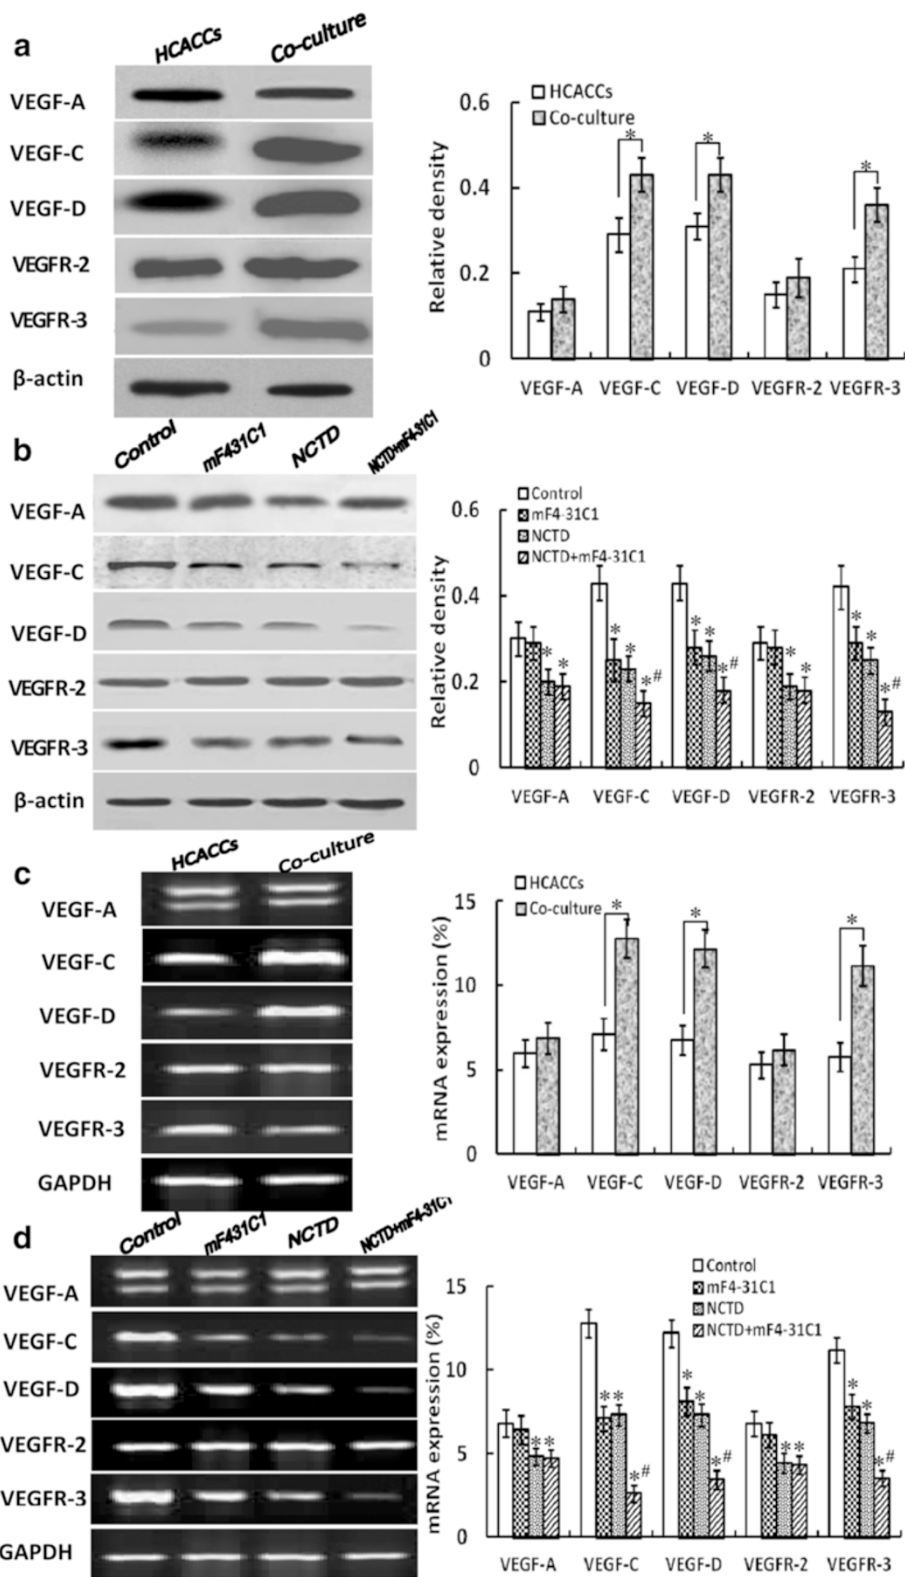 a
HCACCs Co-culture
VEGF-A
VEGF-C
VEGF-D
VEGFR-2
VEGFR-3
β-actin
Relative density
0.6
0.4
0.2
0
HCACCs
Co-culture
* * *
VEGF-A VEGF-C VEGF-D VEGFR-2 VEGFR-3
b
Control mF431C1 NCTD NCTD+mF4-31C1
VEGF-A
VEGF-C
VEGF-D
VEGFR-2
VEGFR-3
β-actin
Relative density
0.6
0.4
0.2
0
Control
mF4-31C1
NCTD
NCTD+mF4-31C1
* * * * *# * * *# * * * * *#
VEGF-A VEGF-C VEGF-D VEGFR-2 VEGFR-3
c
HCACCs Co-culture
VEGF-A
VEGF-C
VEGF-D
VEGFR-2
VEGFR-3
GAPDH
mRNA expression (%)
15
10
5
0
HCACCs
Co-culture
* * *
VEGF-A VEGF-C VEGF-D VEGFR-2 VEGFR-3
d
Control mF431C1 NCTD NCTD+mF4-31C1
VEGF-A
VEGF-C
VEGF-D
VEGFR-2
VEGFR-3
GAPDH
mRNA expression (%)
15
10
5
0
Control
mF4-31C1
NCTD
NCTD+mF4-31C1
** ** *# * * *# ** * * *#
VEGF-A VEGF-C VEGF-D VEGFR-2 VEGFR-3